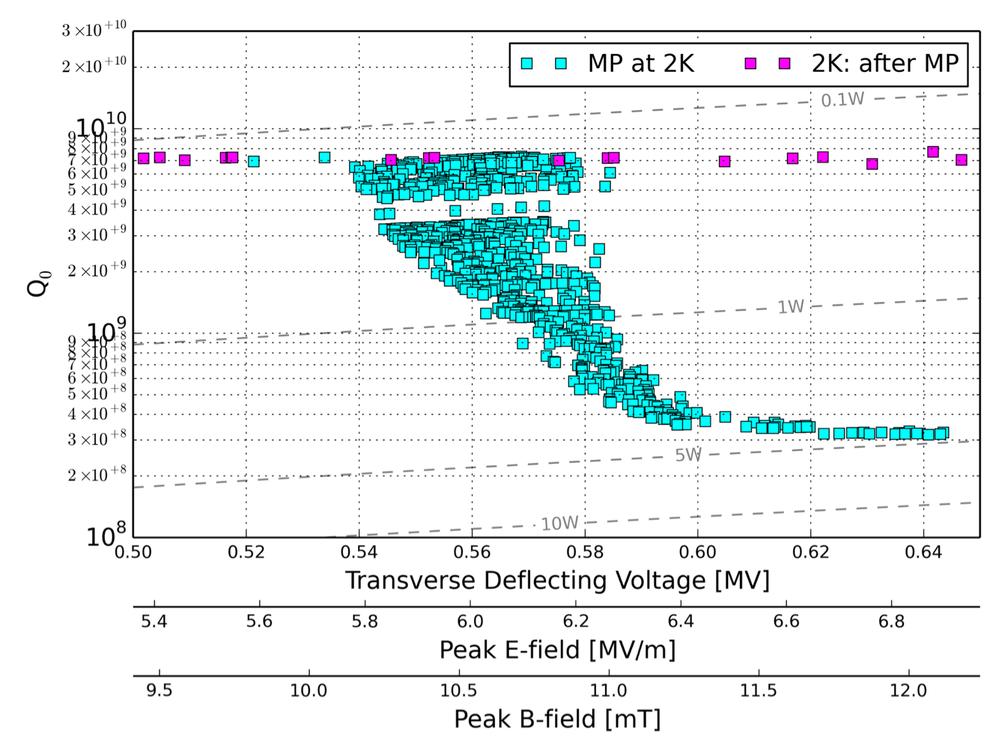 3×10⁺¹⁰
2×10⁺¹⁰
MP at 2K 2K: after MP
0.1W
10¹⁰
9×10⁺⁹
8×10⁺⁹
7×10⁺⁹
6×10⁺⁹
5×10⁺⁹
4×10⁺⁹
3×10⁺⁹
2×10⁺⁹
Q₀
1W
10⁹
9×10⁺⁸
8×10⁺⁸
7×10⁺⁸
6×10⁺⁸
5×10⁺⁸
4×10⁺⁸
3×10⁺⁸
5W
2×10⁺⁸
10W
10⁸
0.50 0.52 0.54 0.56 0.58 0.60 0.62 0.64
Transverse Deflecting Voltage [MV]
5.4 5.6 5.8 6.0 6.2 6.4 6.6 6.8
Peak E-field [MV/m]
9.5 10.0 10.5 11.0 11.5 12.0
Peak B-field [mT]